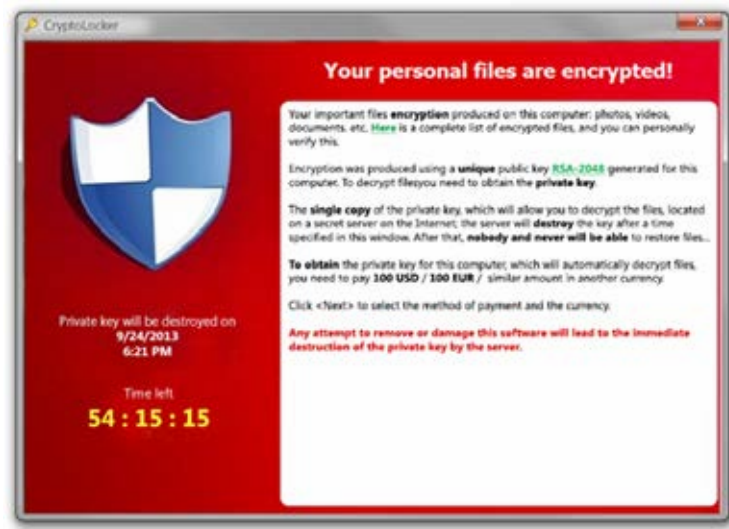 CryptoLocker
Your personal files are encrypted!
Your important files encryption produced on this computer: photos, videos,
documents. etc. Here is a complete list of encrypted files, and you can personally
verify this.
Encryption was produced using a unique public key RSA-2048 generated for this
computer. To decrypt filesyou need to obtain the private key.
The single copy of the private key, which will allow you to decrypt the files, located
on a secret server on the Internet; the server will destroy the key after a time
specified in this window. After that, nobody and never will be able to restore files...
To obtain the private key for this computer, which will automatically decrypt files,
you need to pay 100 USD / 100 EUR / similar amount in another currency.
Click <Next> to select the method of payment and the currency.
Any attempt to remove or damage this software will lead to the immediate
destruction of the private key by the server.
Private key will be destroyed on
9/24/2013
6:21 PM
Time left
54 : 15 : 15